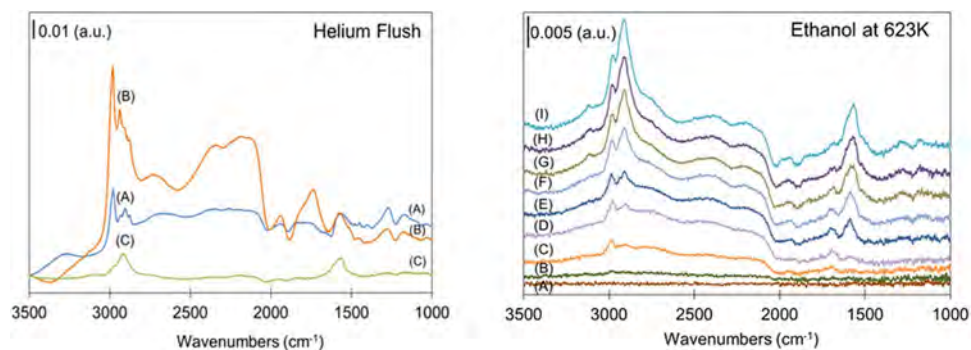 0.01 (a.u.) Helium Flush
(B)
(A)
(C)
(A)
(B)
(C)
3500 3000 2500 2000 1500 1000
Wavenumbers (cm⁻¹)
0.005 (a.u.) Ethanol at 623K
(I)
(H)
(G)
(F)
(E)
(D)
(C)
(B)
(A)
3500 3000 2500 2000 1500 1000
Wavenumbers (cm⁻¹)